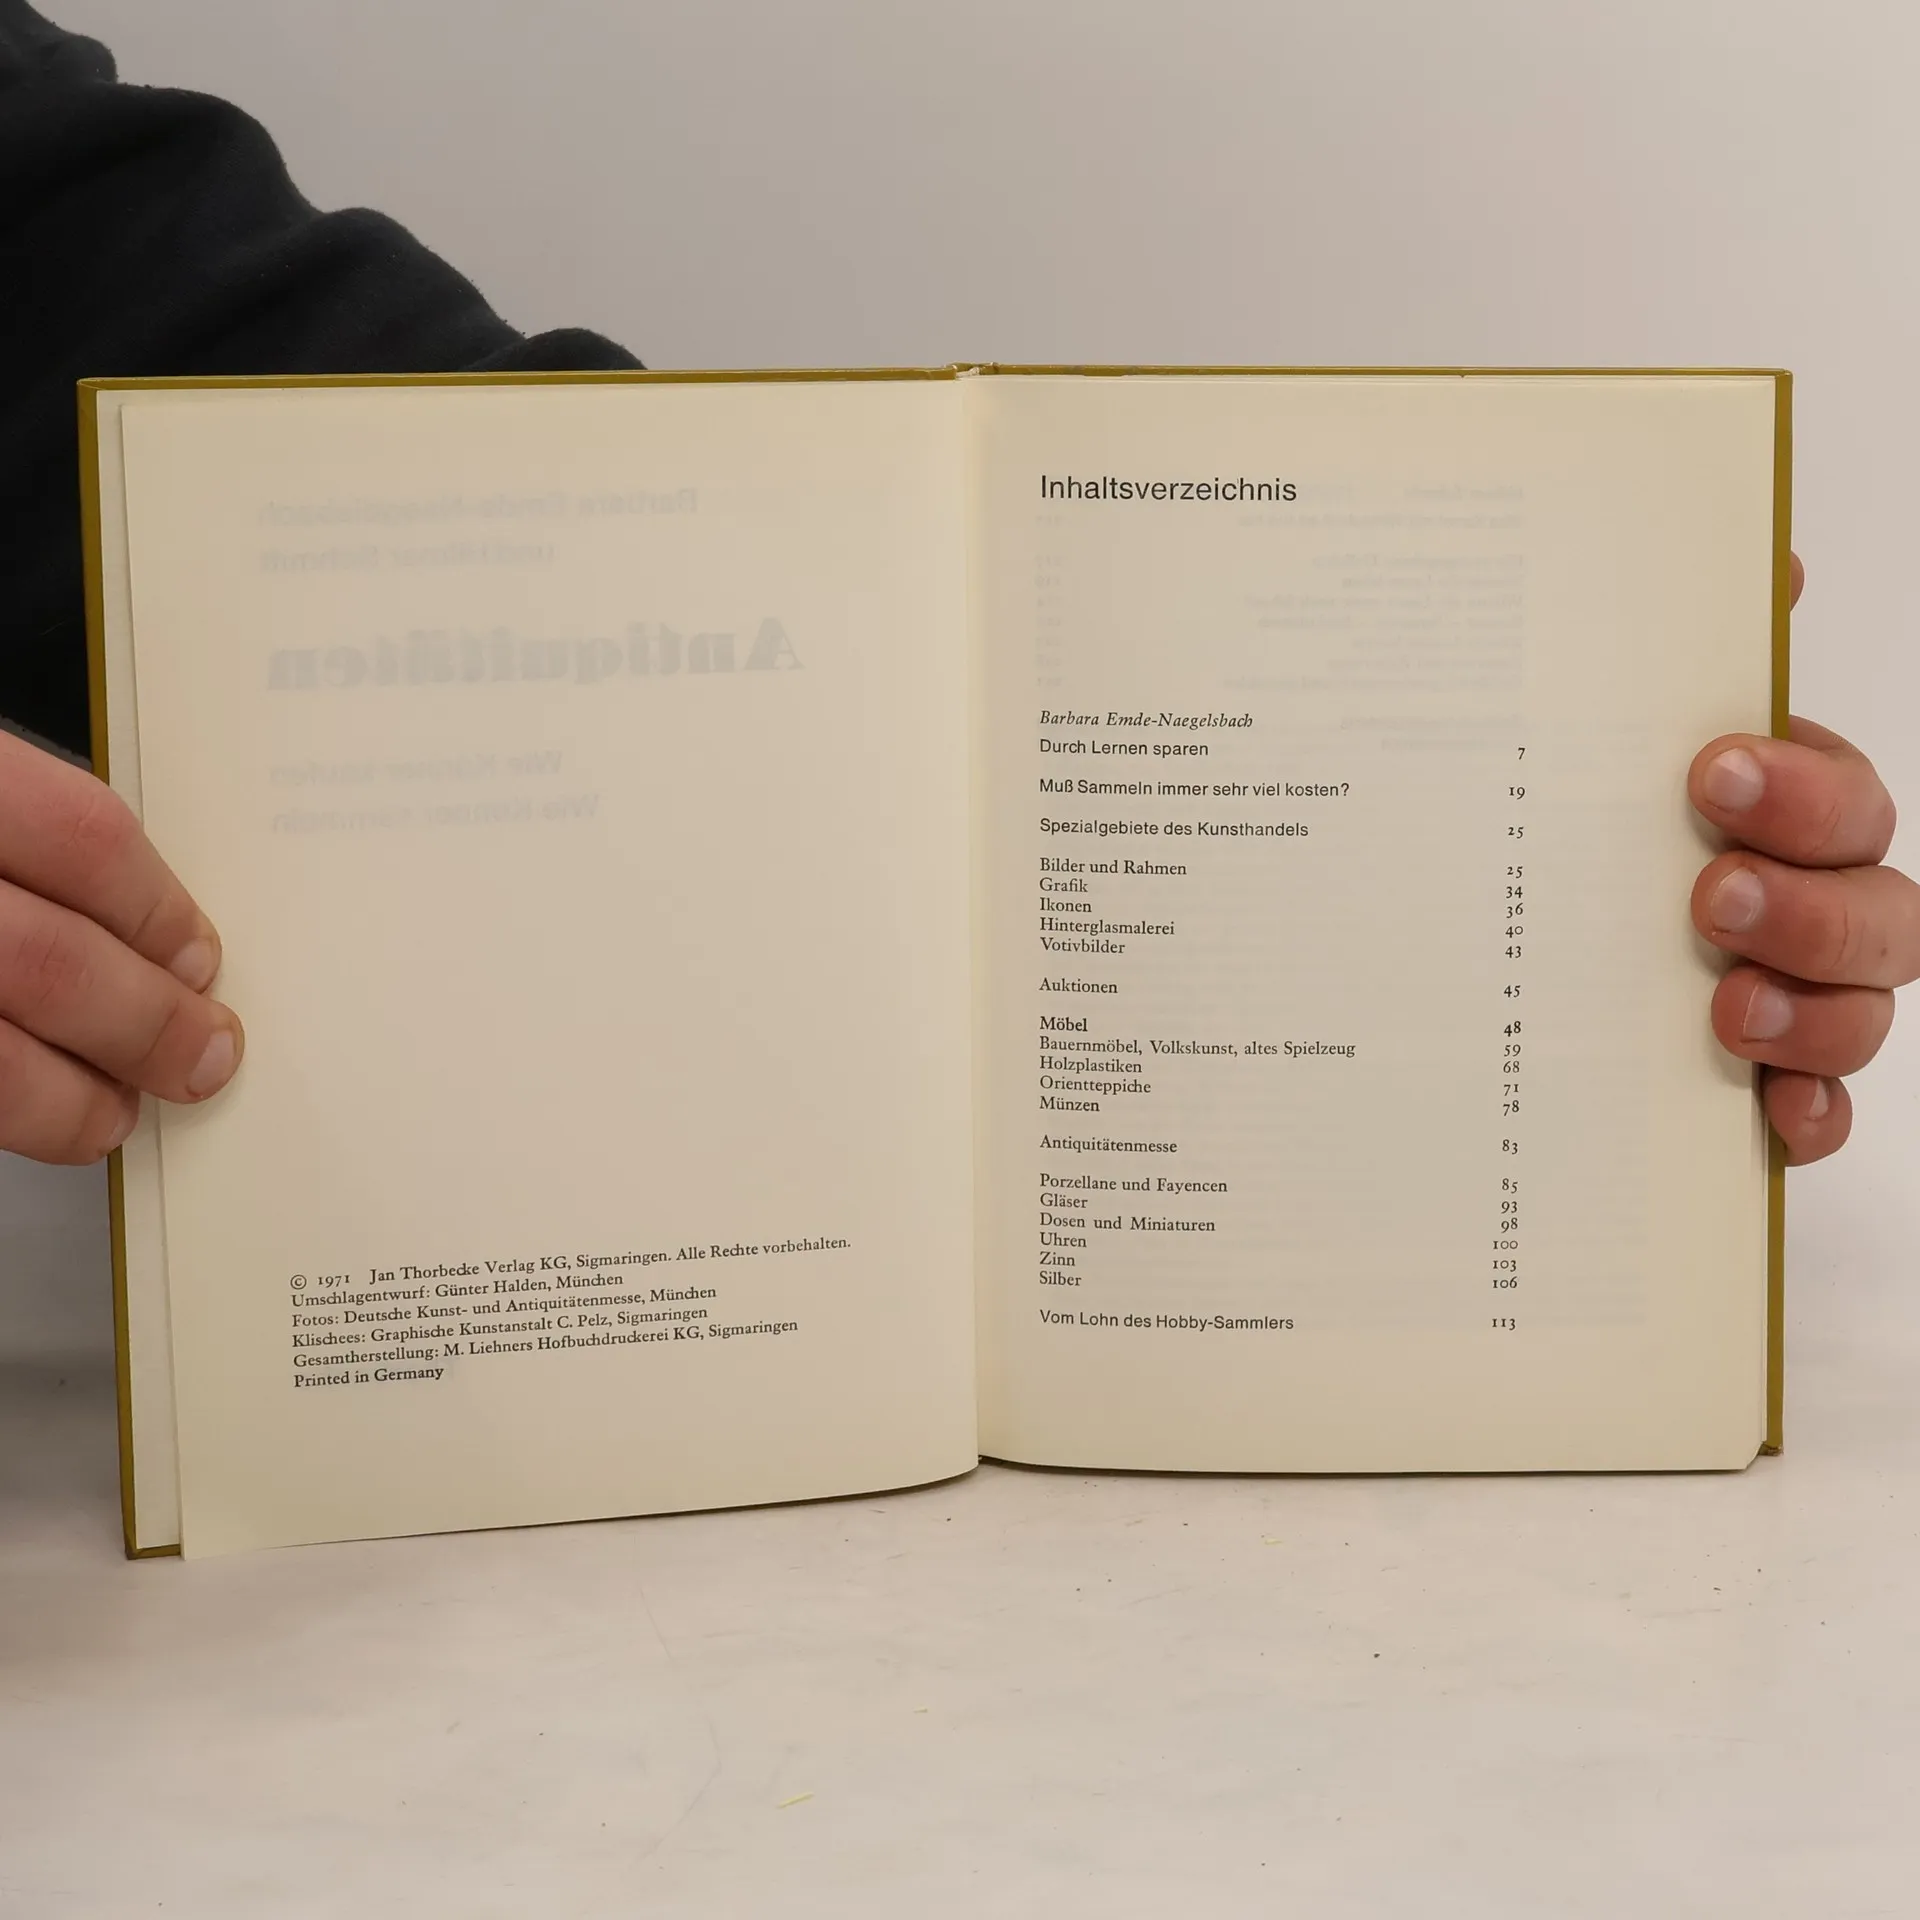 Antiquitäten
© 1971 Jan Thorbecke Verlag KG, Sigmaringen. Alle Rechte vorbehalten.
Umschlagentwurf: Günter Halden, München
Fotos: Deutsche Kunst- und Antiquitätenmesse, München
Klischees: Graphische Kunstanstalt C. Pelz, Sigmaringen
Gesamtherstellung: M. Liehners Hofbuchdruckerei KG, Sigmaringen
Printed in Germany
Inhaltsverzeichnis
Barbara Emde-Naegelsbach
Durch Lernen sparen 7
Muß Sammeln immer sehr viel kosten? 19
Spezialgebiete des Kunsthandels 25
Bilder und Rahmen 25
Grafik 34
Ikonen 36
Hinterglasmalerei 40
Votivbilder 43
Auktionen 45
Möbel 48
Bauernmöbel, Volkskunst, altes Spielzeug 59
Holzplastiken 68
Orientteppiche 71
Münzen 78
Antiquitätenmesse 83
Porzellane und Fayencen 85
Gläser 93
Dosen und Miniaturen 98
Uhren 100
Zinn 103
Silber 106
Vom Lohn des Hobby-Sammlers 113